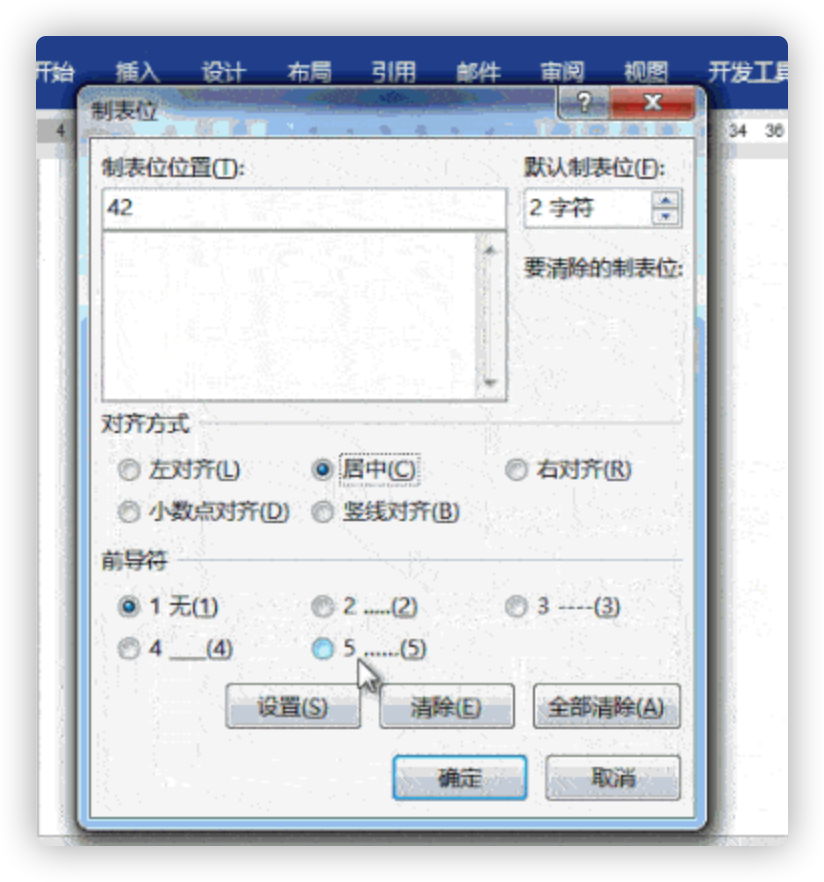 开始 插入 设计 布局 引用 邮件 审阅 视图 开发工具
制表位
4 34 36
制表位位置(T): 默认制表位(F):
42 2 字符
要清除的制表位:
对齐方式
左对齐(L) 居中(C) 右对齐(R)
小数点对齐(D) 竖线对齐(B)
前导符
1 无(1) 2 .....(2) 3 ----(3)
4 ___(4) 5 ......(5)
设置(S) 清除(E) 全部清除(A)
确定 取消